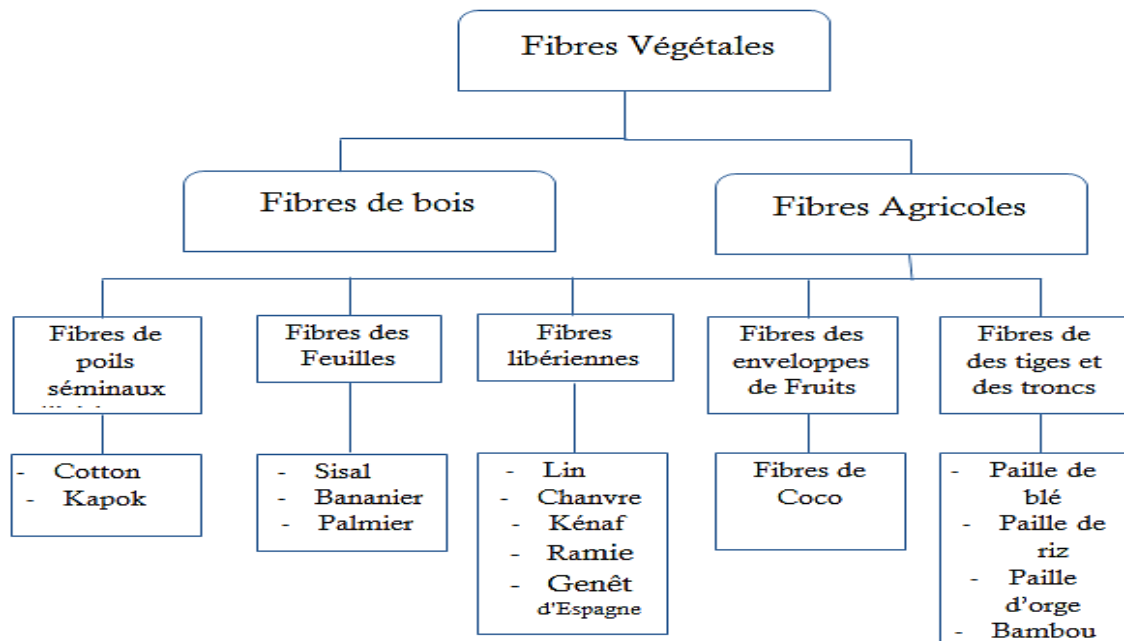 Fibres Végétales
Fibres de bois
Fibres Agricoles
Fibres de
poils
séminaux
Fibres des
Feuilles
Fibres
libériennes
Fibres des
enveloppes
de Fruits
Fibres de
des tiges et
des troncs
- Cotton
- Kapok
- Sisal
- Bananier
- Palmier
- Lin
- Chanvre
- Kénaf
- Ramie
- Genêt
d'Espagne
Fibres de
Coco
- Paille de
blé
- Paille de
riz
- Paille
d’orge
- Bambou